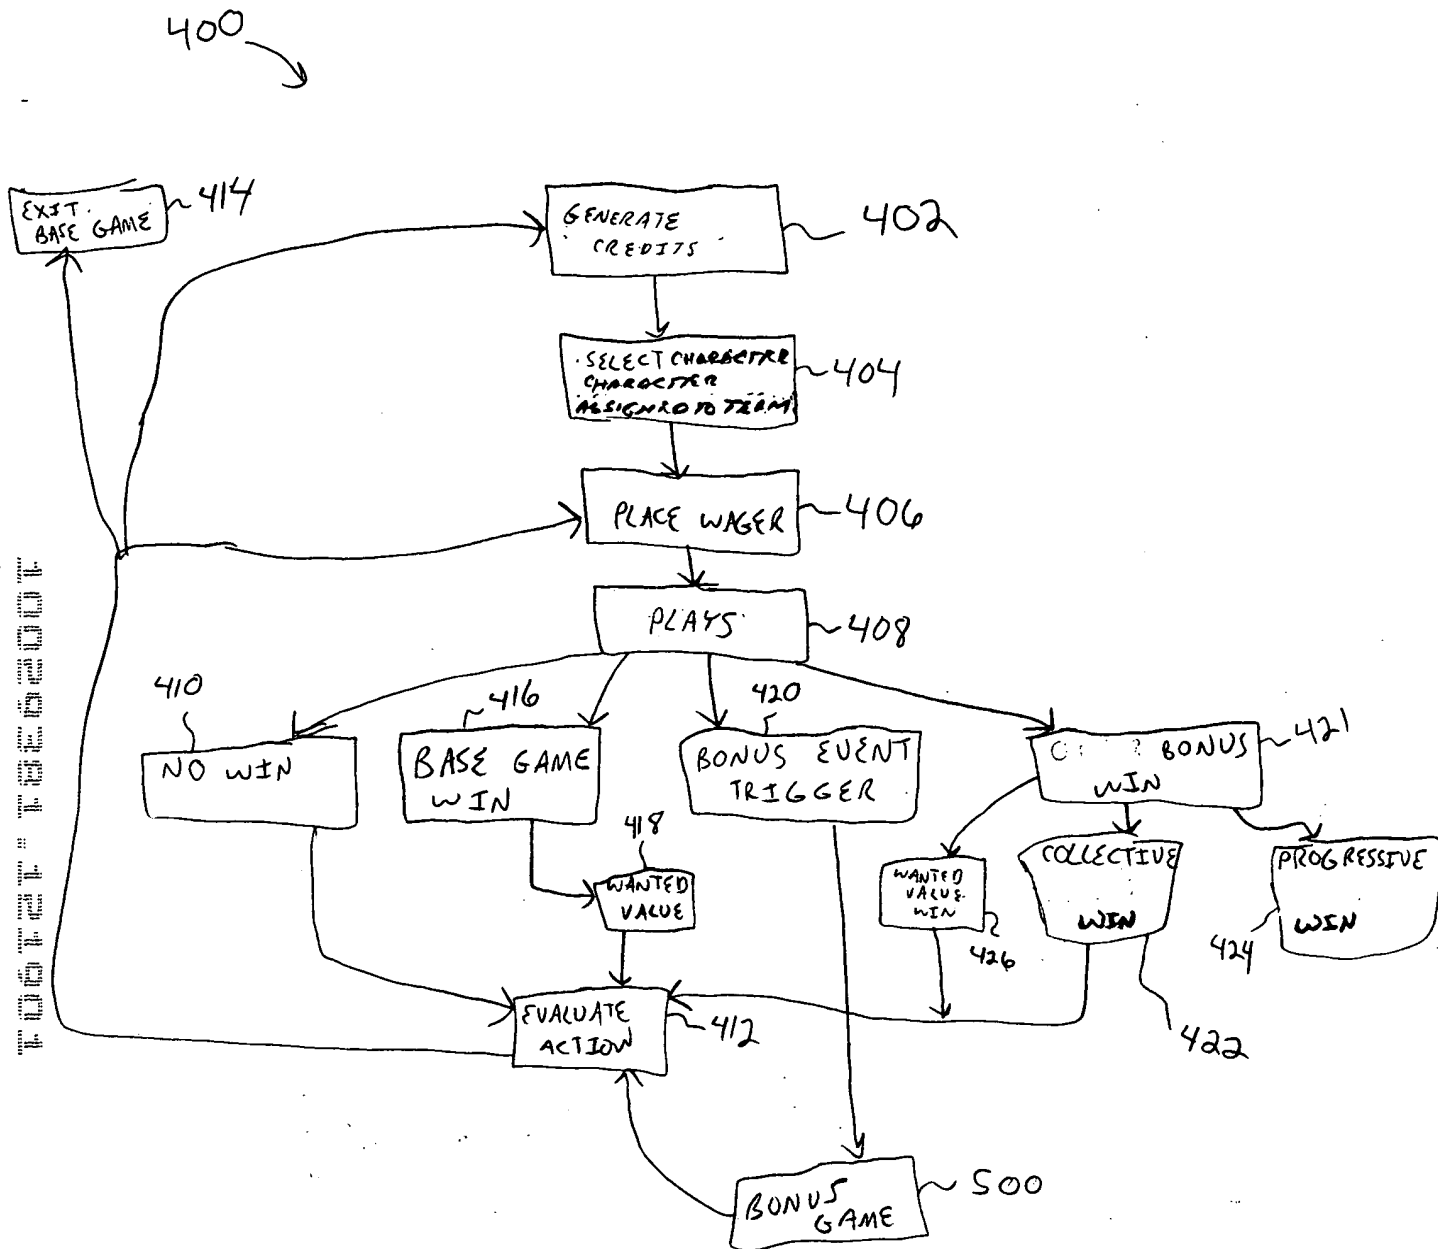 400
EXIT
BASE GAME
414
GENERATE
CREDITS
402
SELECT CHARACTER
CHARACTER
ASSIGNED TO TEAM
404
PLACE WAGER
406
PLAYS
408
410
NO WIN
416
BASE GAME
WIN
420
BONUS EVENT
TRIGGER
BONUS
WIN
421
418
WANTED
VALUE
WANTED
VALUE
WIN
426
COLLECTIVE
WIN
422
PROGRESSIVE
WIN
424
EVALUATE
ACTION
412
BONUS
GAME
500
10029381.121901